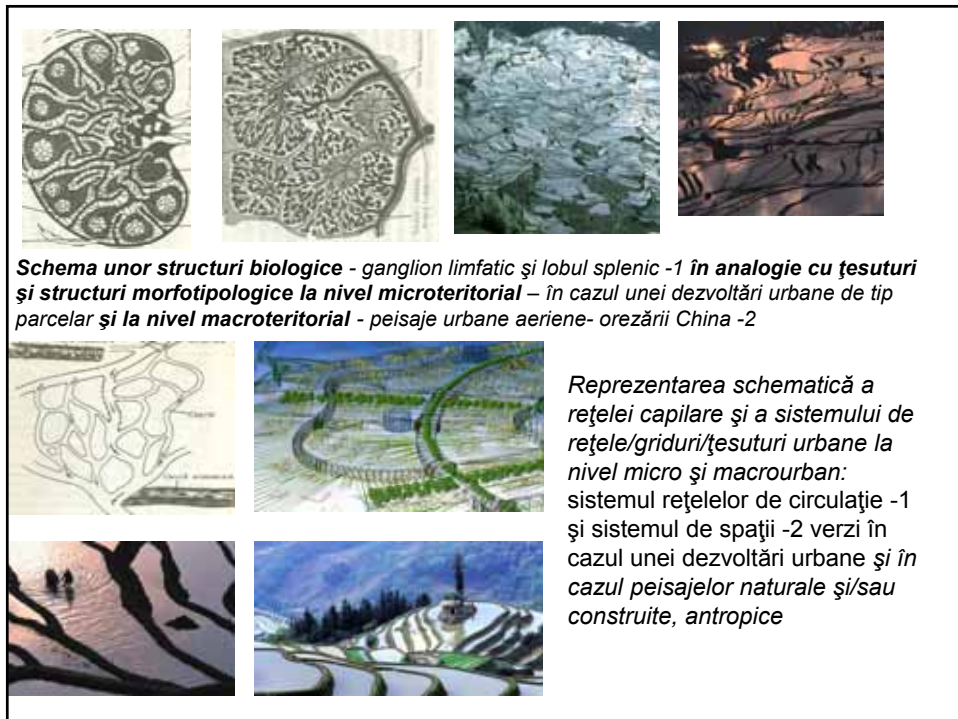 Schema unor structuri biologice - ganglion limfatic şi lobul splenic -1 în analogie cu ţesuturi
şi structuri morfotipologice la nivel microteritorial – în cazul unei dezvoltări urbane de tip
parcelar şi la nivel macroteritorial - peisaje urbane aeriene- orezării China -2
Reprezentarea schematică a
reţelei capilare şi a sistemului de
reţele/griduri/ţesuturi urbane la
nivel micro şi macrourban:
sistemul reţelelor de circulaţie -1
şi sistemul de spaţii -2 verzi în
cazul unei dezvoltări urbane şi în
cazul peisajelor naturale şi/sau
construite, antropice